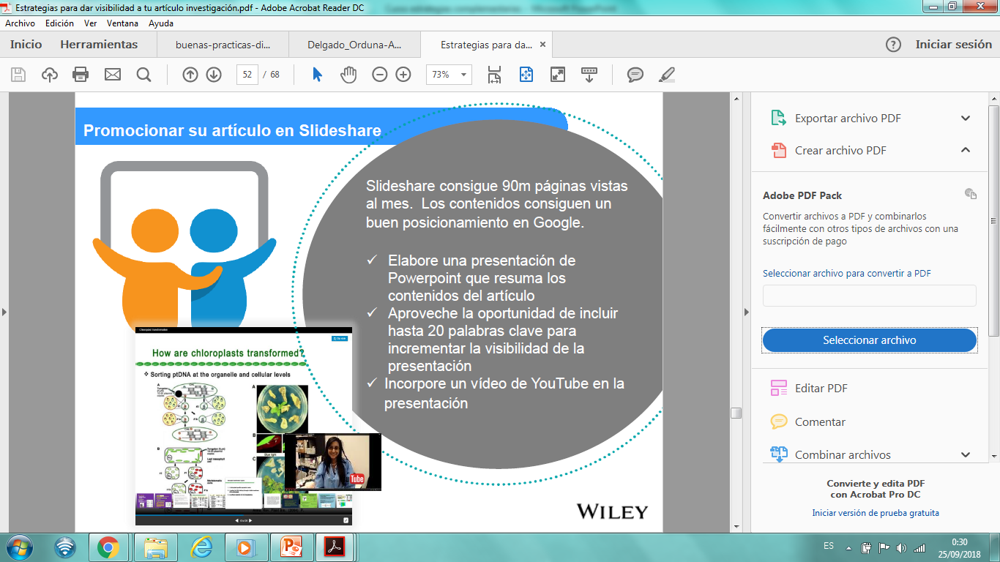 Estrategias para dar visibilidad a tu artículo investigación.pdf - Adobe Acrobat Reader DC
Archivo Edición Ver Ventana Ayuda
Inicio Herramientas buenas-practicas-di... Delgado_Orduna-A... Estrategias para da... × Iniciar sesión
52 / 68 73%
Promocionar su artículo en Slideshare
Slideshare consigue 90m páginas vistas
al mes. Los contenidos consiguen un
buen posicionamiento en Google.
✓ Elabore una presentación de
Powerpoint que resuma los
contenidos del artículo
✓ Aproveche la oportunidad de incluir
hasta 20 palabras clave para
incrementar la visibilidad de la
presentación
✓ Incorpore un vídeo de YouTube en la
presentación
How are chloroplasts transformed?
❖ Sorting ptDNA at the organelle and cellular levels
A
A
B
B
Blue light
C
Tube
WILEY
Exportar archivo PDF
Crear archivo PDF
Adobe PDF Pack
Convertir archivos a PDF y combinarlos
fácilmente con otros tipos de archivos con una
suscripción de pago
Seleccionar archivo para convertir a PDF
Seleccionar archivo
Editar PDF
Comentar
Combinar archivos
Convierte y edita PDF
con Acrobat Pro DC
Iniciar versión de prueba gratuita
ES
0:30
25/09/2018